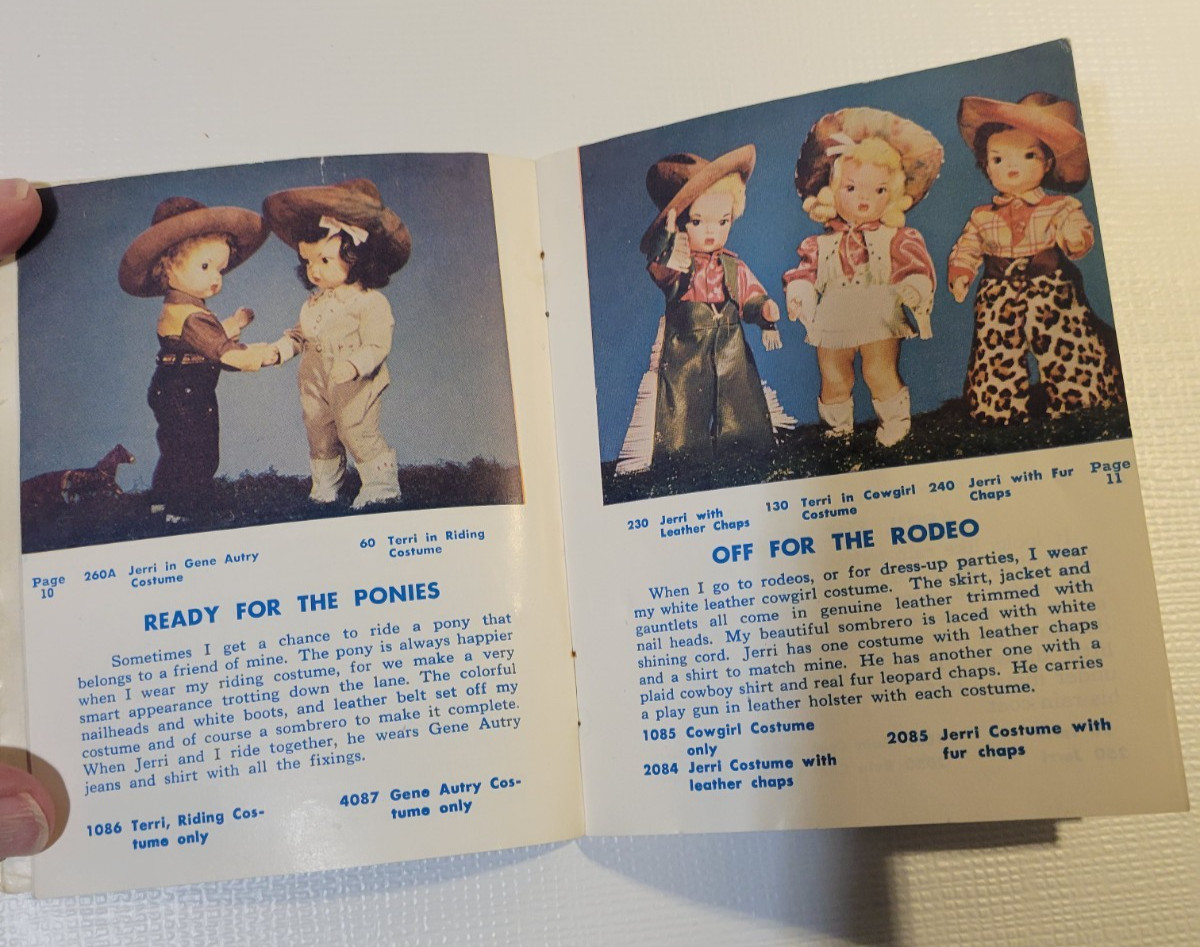 Page
10
260A Jerri in Gene Autry
Costume
60 Terri in Riding
Costume
READY FOR THE PONIES
Sometimes I get a chance to ride a pony that
belongs to a friend of mine. The pony is always happier
when I wear my riding costume, for we make a very
smart appearance trotting down the lane. The colorful
nailheads and white boots, and leather belt set off my
costume and of course a sombrero to make it complete.
When Jerri and I ride together, he wears Gene Autry
jeans and shirt with all the fixings.
1086 Terri, Riding Cos-
tume only
4087 Gene Autry Cos-
tume only
230 Jerri with
Leather Chaps
130 Terri in Cowgirl
Costume
240 Jerri with Fur
Chaps
Page
11
OFF FOR THE RODEO
When I go to rodeos, or for dress-up parties, I wear
my white leather cowgirl costume. The skirt, jacket and
gauntlets all come in genuine leather trimmed with
nail heads. My beautiful sombrero is laced with white
shining cord. Jerri has one costume with leather chaps
and a shirt to match mine. He has another one with a
plaid cowboy shirt and real fur leopard chaps. He carries
a play gun in leather holster with each costume.
1085 Cowgirl Costume
only
2084 Jerri Costume with
leather chaps
2085 Jerri Costume with
fur chaps